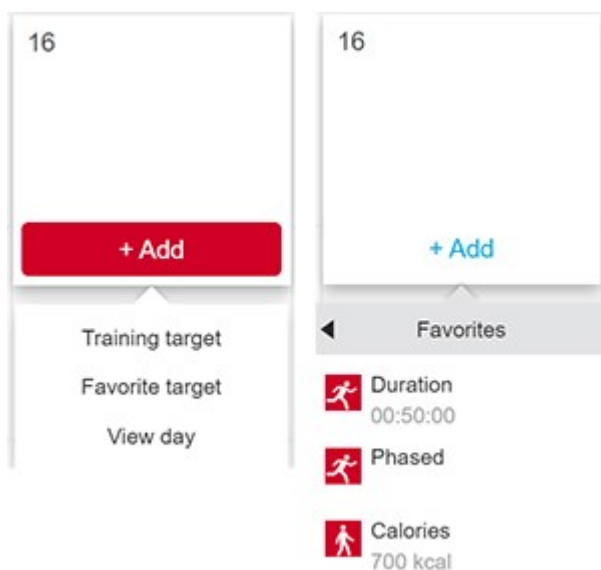 16
+ Add
Training target
Favorite target
View day
16
+ Add
Favorites
Duration
00:50:00
Phased
Calories
700 kcal